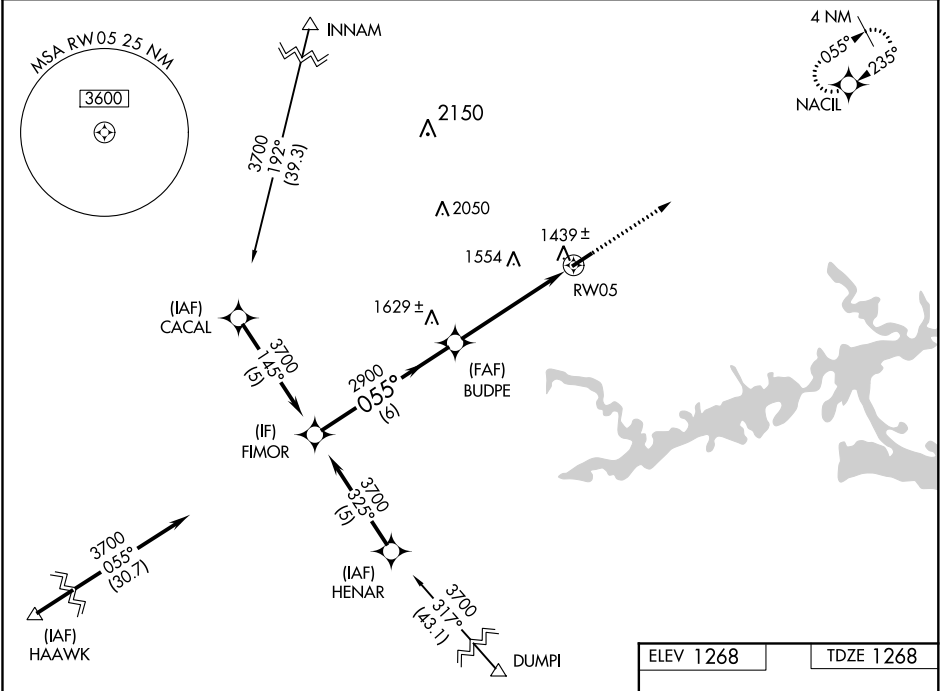 MSA RW05 25 NM
3600
INNAM
3700
192°
(39.3)
4 NM
055°
235°
NACIL
2150
2050
1554
1439 ±
RW05
1629 ±
(IAF)
CACAL
3700
145°
(5)
2900
055°
(6)
(FAF)
BUDPE
(IF)
FIMOR
3700
325°
(5)
(IAF)
HENAR
3700
055°
(30.7)
(IAF)
HAAWK
3700
317°
(43.1)
DUMPI
ELEV 1268
TDZE 1268